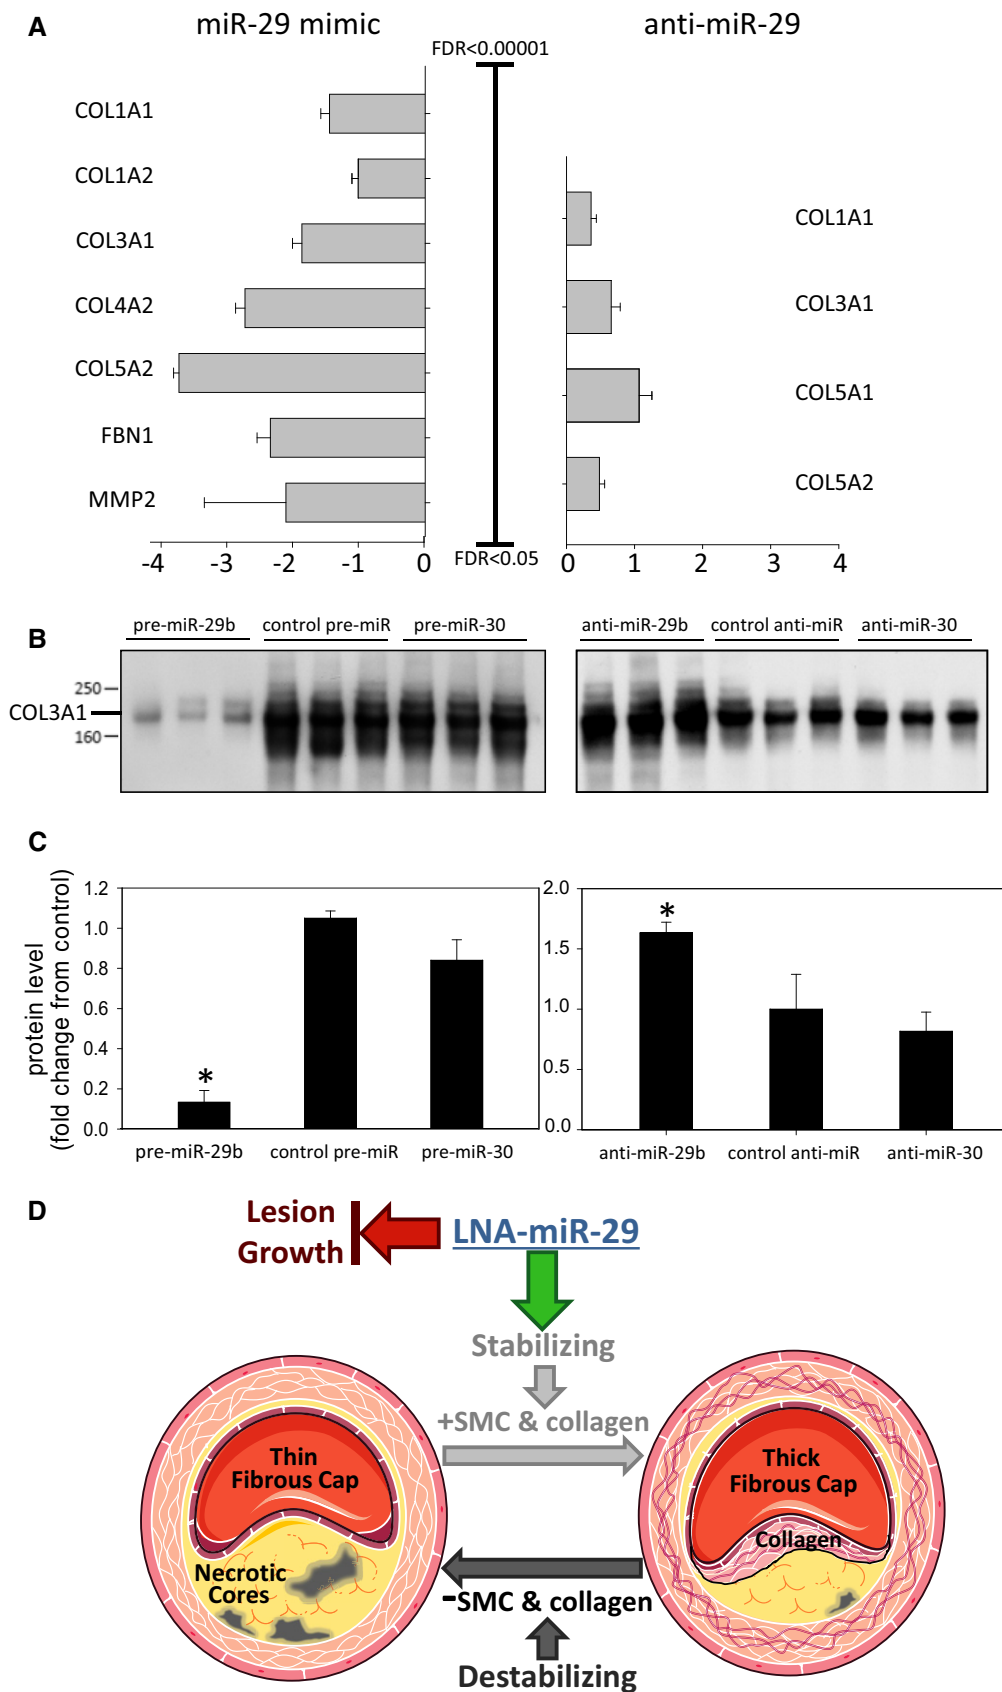 A
miR-29 mimic
anti-miR-29
FDR<0.00001
COL1A1
COL1A2
COL3A1
COL4A2
COL5A2
FBN1
MMP2
-4 -3 -2 -1 0
FDR<0.05
COL1A1
COL3A1
COL5A1
COL5A2
0 1 2 3 4
B
pre-miR-29b control pre-miR pre-miR-30
anti-miR-29b control anti-miR anti-miR-30
250
COL3A1
160
C
protein level
(fold change from control)
1.2
1.0
0.8
0.6
0.4
0.2
0.0
*
pre-miR-29b control pre-miR pre-miR-30
2.0
1.5
1.0
0.5
0.0
*
anti-miR-29b control anti-miR anti-miR-30
D
Lesion
Growth
LNA-miR-29
Stabilizing
+SMC & collagen
Thin
Fibrous Cap
Necrotic
Cores
Thick
Fibrous Cap
Collagen
-SMC & collagen
Destabilizing